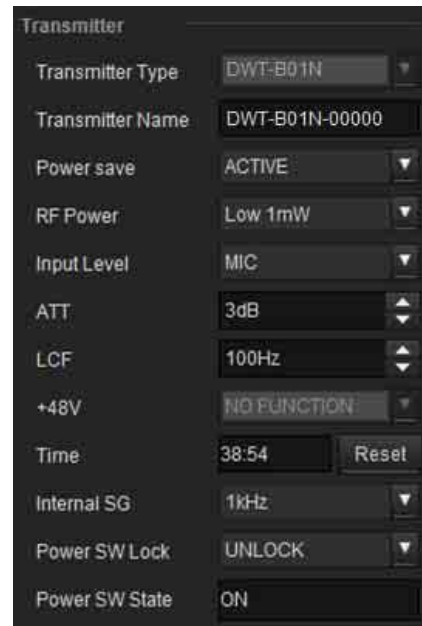 Transmitter
Transmitter Type DWT-B01N
Transmitter Name DWT-B01N-00000
Power save ACTIVE
RF Power Low 1mW
Input Level MIC
ATT 3dB
LCF 100Hz
+48V NO FUNCTION
Time 38:54 Reset
Internal SG 1kHz
Power SW Lock UNLOCK
Power SW State ON